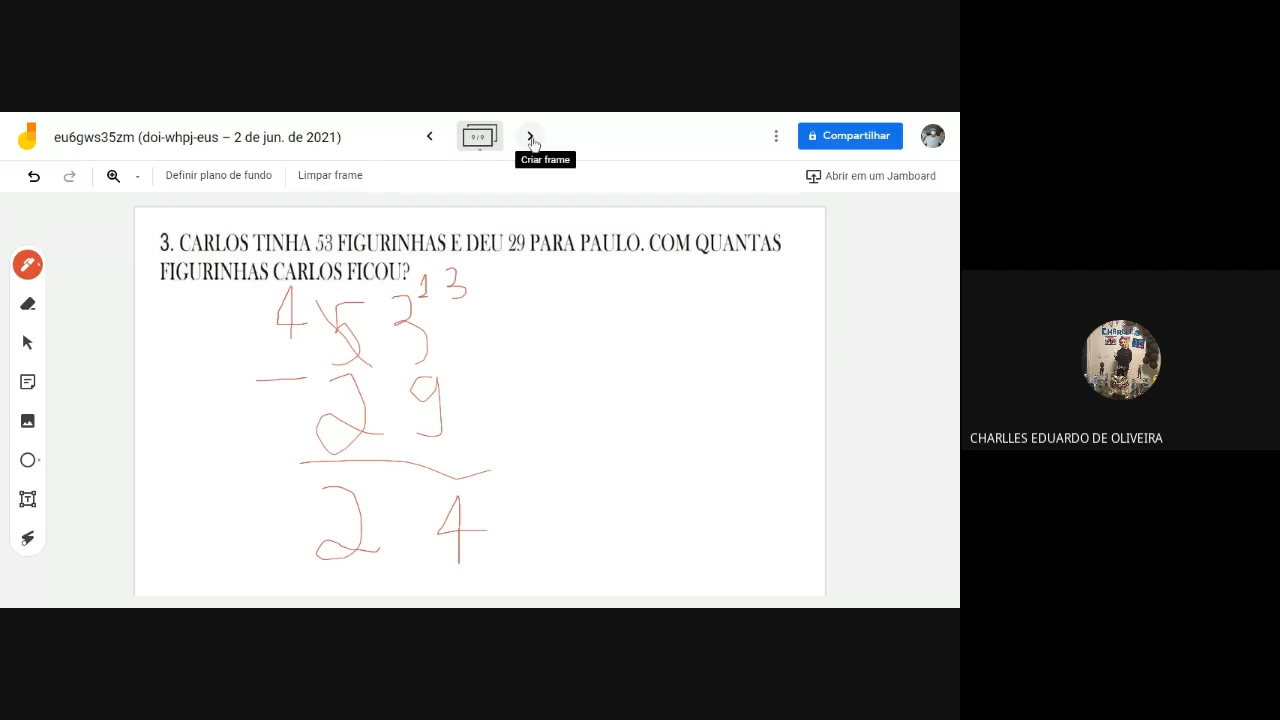 eu6gws35zm (doi-whpj-eus – 2 de jun. de 2021)
9/9
Compartilhar
Criar frame
Definir plano de fundo
Limpar frame
Abrir em um Jamboard
3. CARLOS TINHA 53 FIGURINHAS E DEU 29 PARA PAULO. COM QUANTAS
FIGURINHAS CARLOS FICOU?
4 5 3 13
– 2 9
2 4
CHARLLES
CHARLLES EDUARDO DE OLIVEIRA